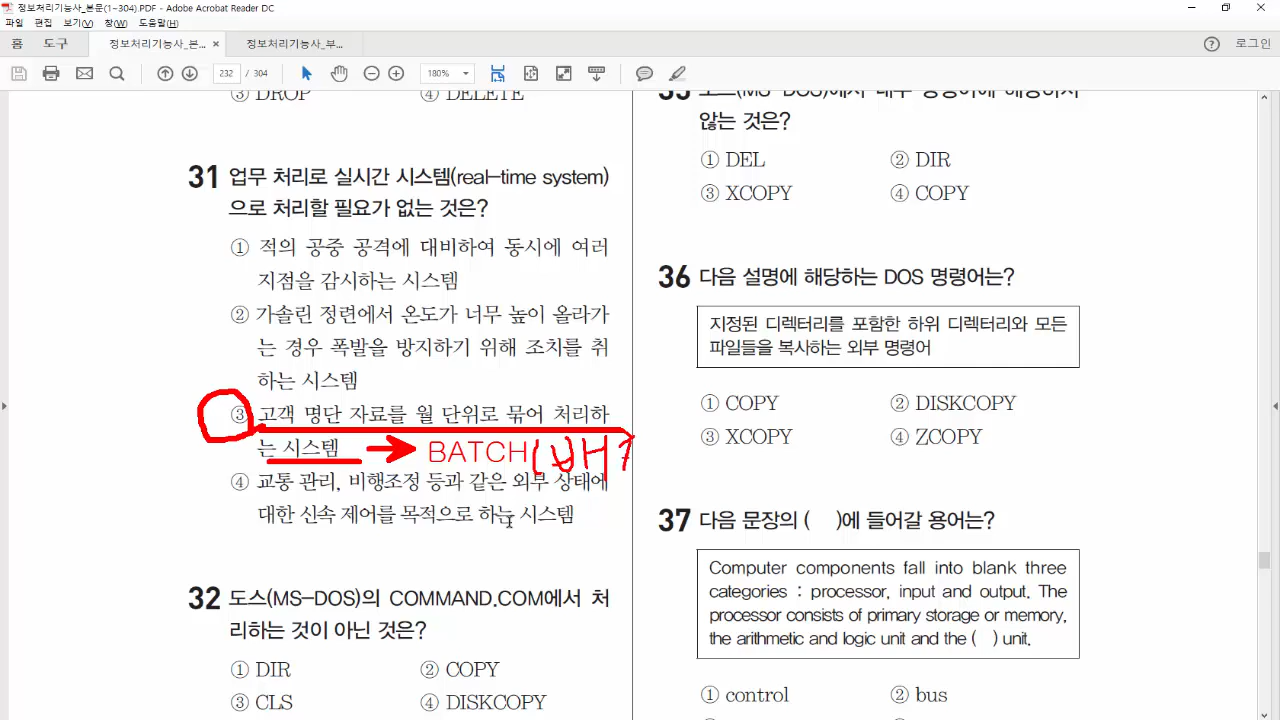 정보처리기능사_본문(1~304).PDF - Adobe Acrobat Reader DC
파일 편집 보기(V) 창(W) 도움말(H)
홈 도구 정보처리기능사_본... × 정보처리기능사_부... 로그인
232 / 304 180%
③ DROP ④ DELETE
31 업무 처리로 실시간 시스템(real-time system)
으로 처리할 필요가 없는 것은?
① 적의 공중 공격에 대비하여 동시에 여러
지점을 감시하는 시스템
② 가솔린 정련에서 온도가 너무 높이 올라가
는 경우 폭발을 방지하기 위해 조치를 취
하는 시스템
③ 고객 명단 자료를 월 단위로 묶어 처리하
는 시스템 → BATCH(
④ 교통 관리, 비행조정 등과 같은 외부 상태에
대한 신속 제어를 목적으로 하는 시스템
32 도스(MS-DOS)의 COMMAND.COM에서 처
리하는 것이 아닌 것은?
① DIR ② COPY
③ CLS ④ DISKCOPY
35 도스(MS-DOS)에서 내부 명령어에 해당하지
않는 것은?
① DEL ② DIR
③ XCOPY ④ COPY
36 다음 설명에 해당하는 DOS 명령어는?
지정된 디렉터리를 포함한 하위 디렉터리와 모든
파일들을 복사하는 외부 명령어
① COPY ② DISKCOPY
③ XCOPY ④ ZCOPY
37 다음 문장의 ( )에 들어갈 용어는?
Computer components fall into blank three
categories : processor, input and output. The
processor consists of primary storage or memory,
the arithmetic and logic unit and the ( ) unit.
① control ② bus